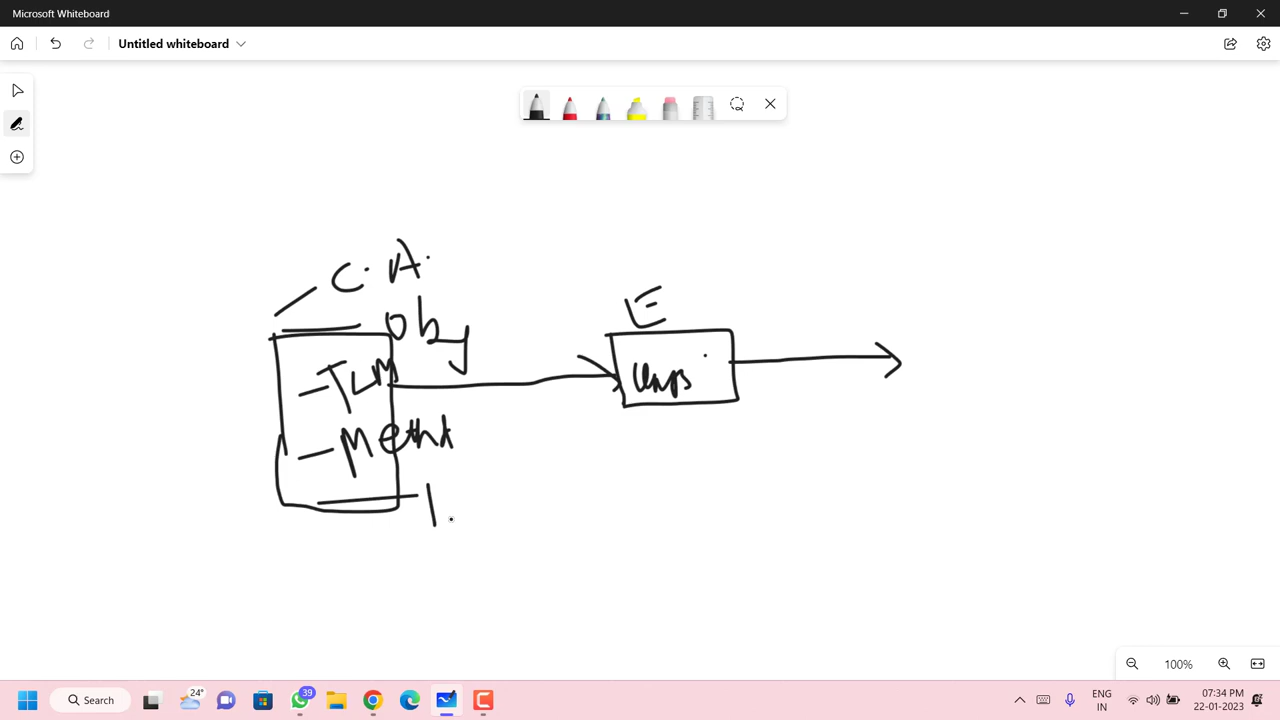 Microsoft Whiteboard
Untitled whiteboard
C. A.
Obj
E
- TLM
- Meth
100%
39
24°
Search
ENG
IN
07:34 PM
22-01-2023